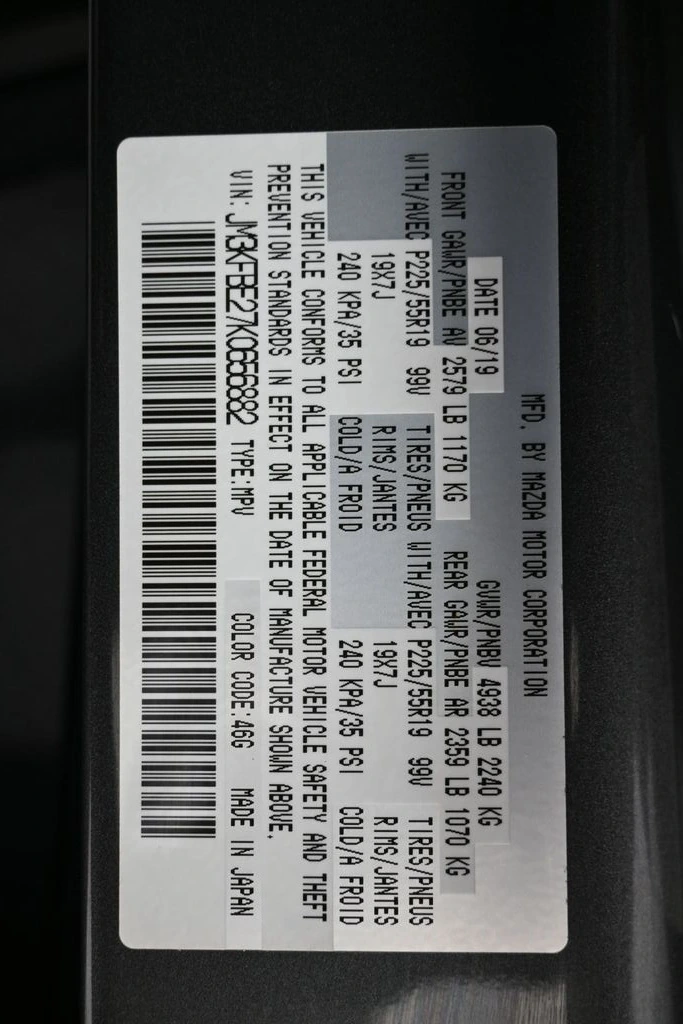 MFD. BY MAZDA MOTOR CORPORATION
DATE 06/19 GVWR/PNBV 4938 LB 2240 KG
FRONT GAWR/PNBE AV 2579 LB 1170 KG REAR GAWR/PNBE AR 2359 LB 1070 KG
WITH/AVEC P225/55R19 99V TIRES/PNEUS WITH/AVEC P225/55R19 99V TIRES/PNEUS
19X7J RIMS/JANTES 19X7J RIMS/JANTES
240 KPA/35 PSI COLD/A FROID 240 KPA/35 PSI COLD/A FROID
THIS VEHICLE CONFORMS TO ALL APPLICABLE FEDERAL MOTOR VEHICLE SAFETY AND THEFT
PREVENTION STANDARDS IN EFFECT ON THE DATE OF MANUFACTURE SHOWN ABOVE.
VIN: JM3KFBE27K0656882 TYPE:MPV COLOR CODE:46G MADE IN JAPAN